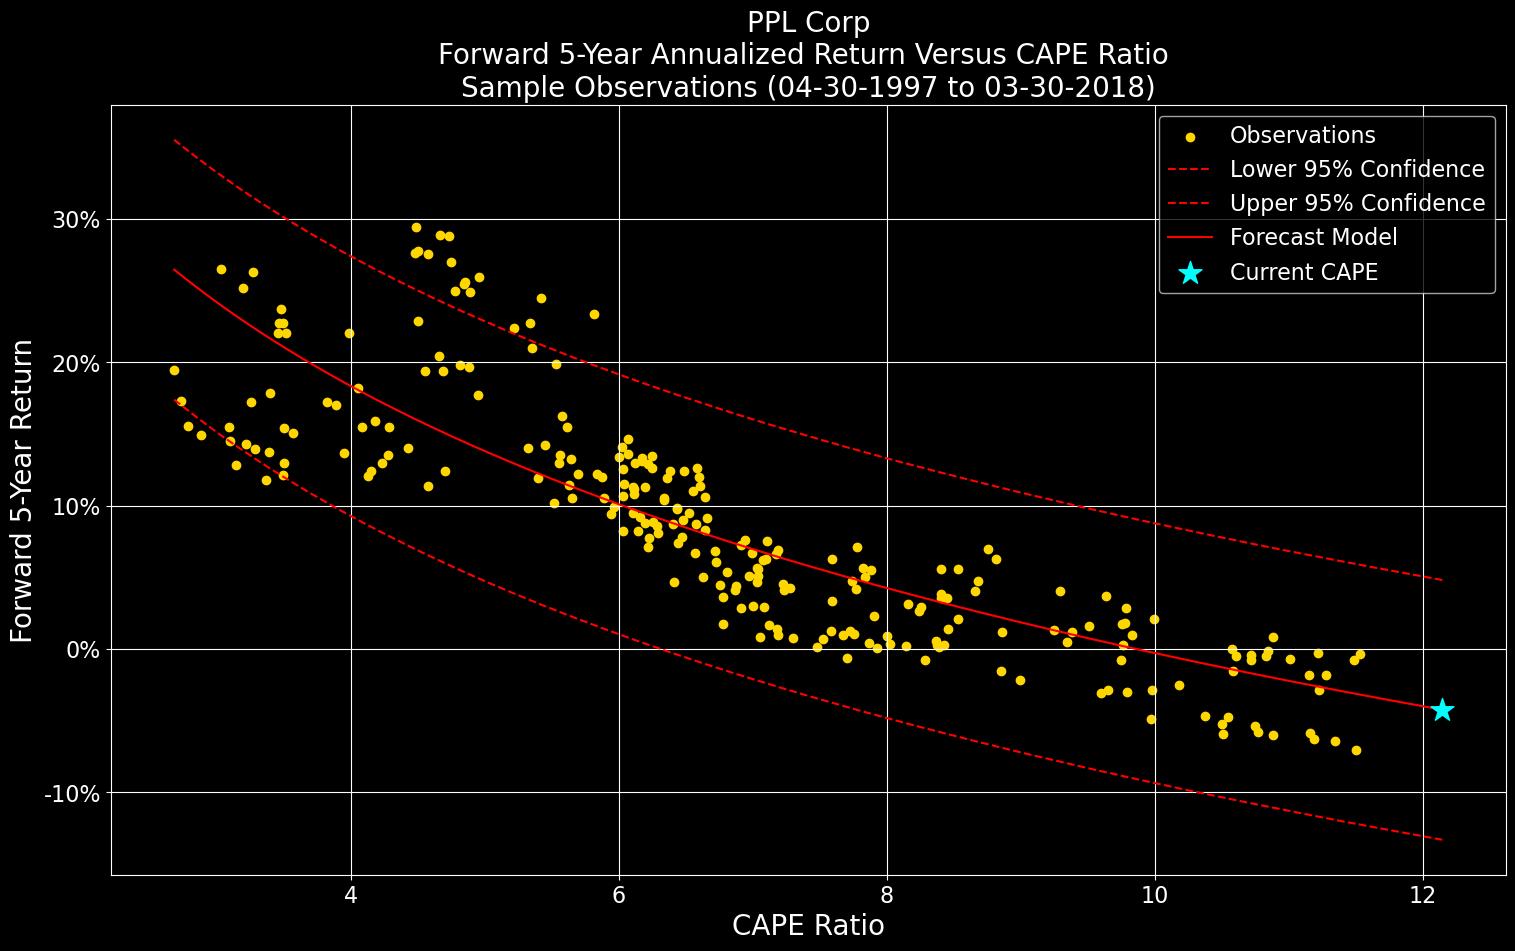 PPL Corp
Forward 5-Year Annualized Return Versus CAPE Ratio
Sample Observations (04-30-1997 to 03-30-2018)
Observations
Lower 95% Confidence
Upper 95% Confidence
Forecast Model
Current CAPE
Forward 5-Year Return
30%
20%
10%
0%
-10%
4
6
8
10
12
CAPE Ratio